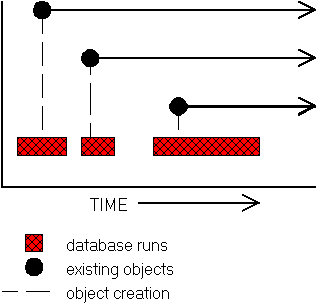 TIME
database runs
existing objects
object creation